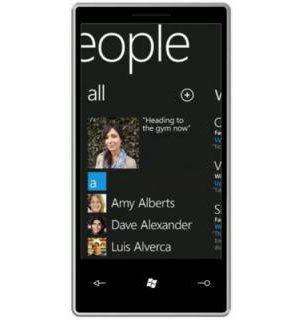 eople
all
"Heading to
the gym now"
a
Amy Alberts
Dave Alexander
Luis Alverca